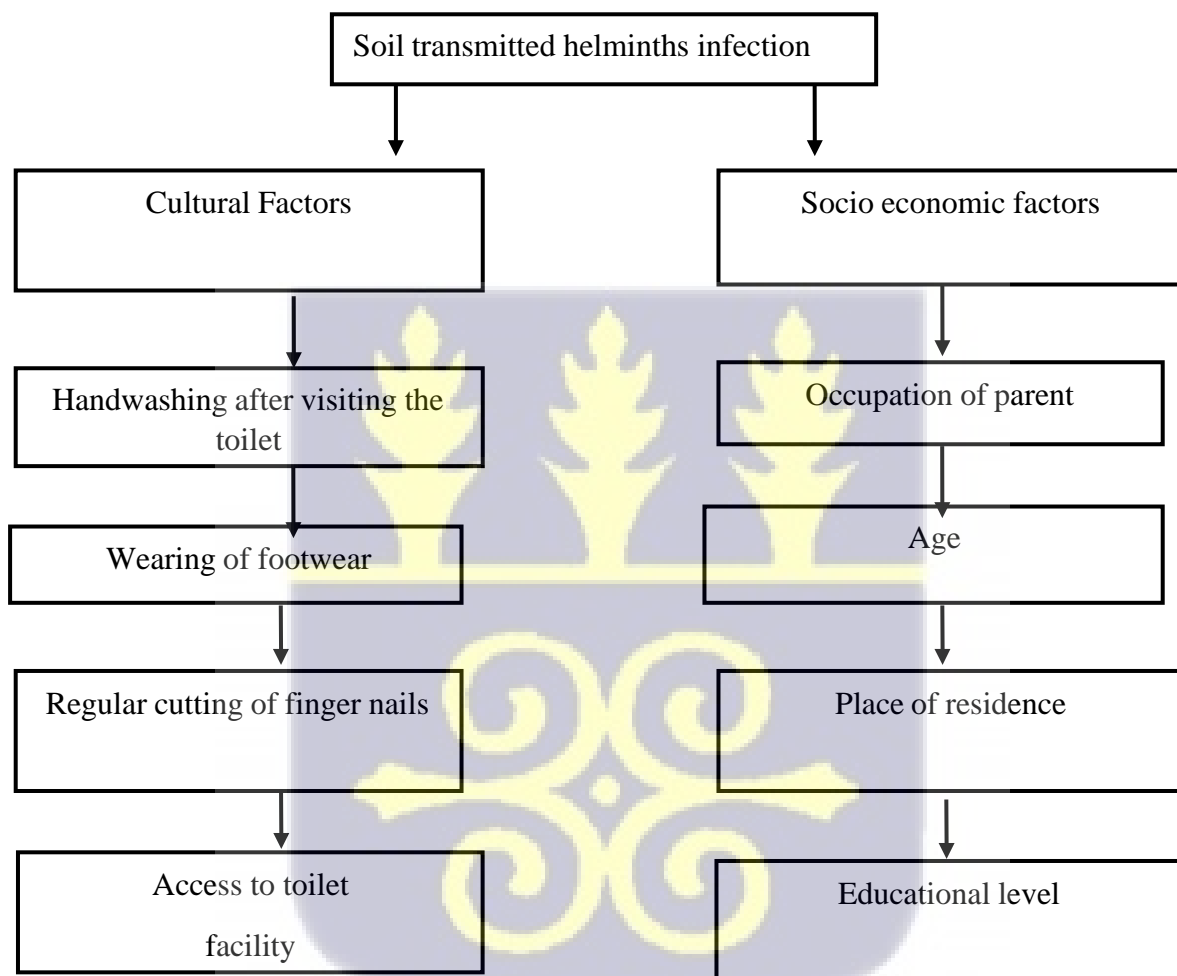 Soil transmitted helminths infection
Cultural Factors
Socio economic factors
Handwashing after visiting the
toilet
Occupation of parent
Wearing of footwear
Age
Regular cutting of finger nails
Place of residence
Access to toilet
facility
Educational level